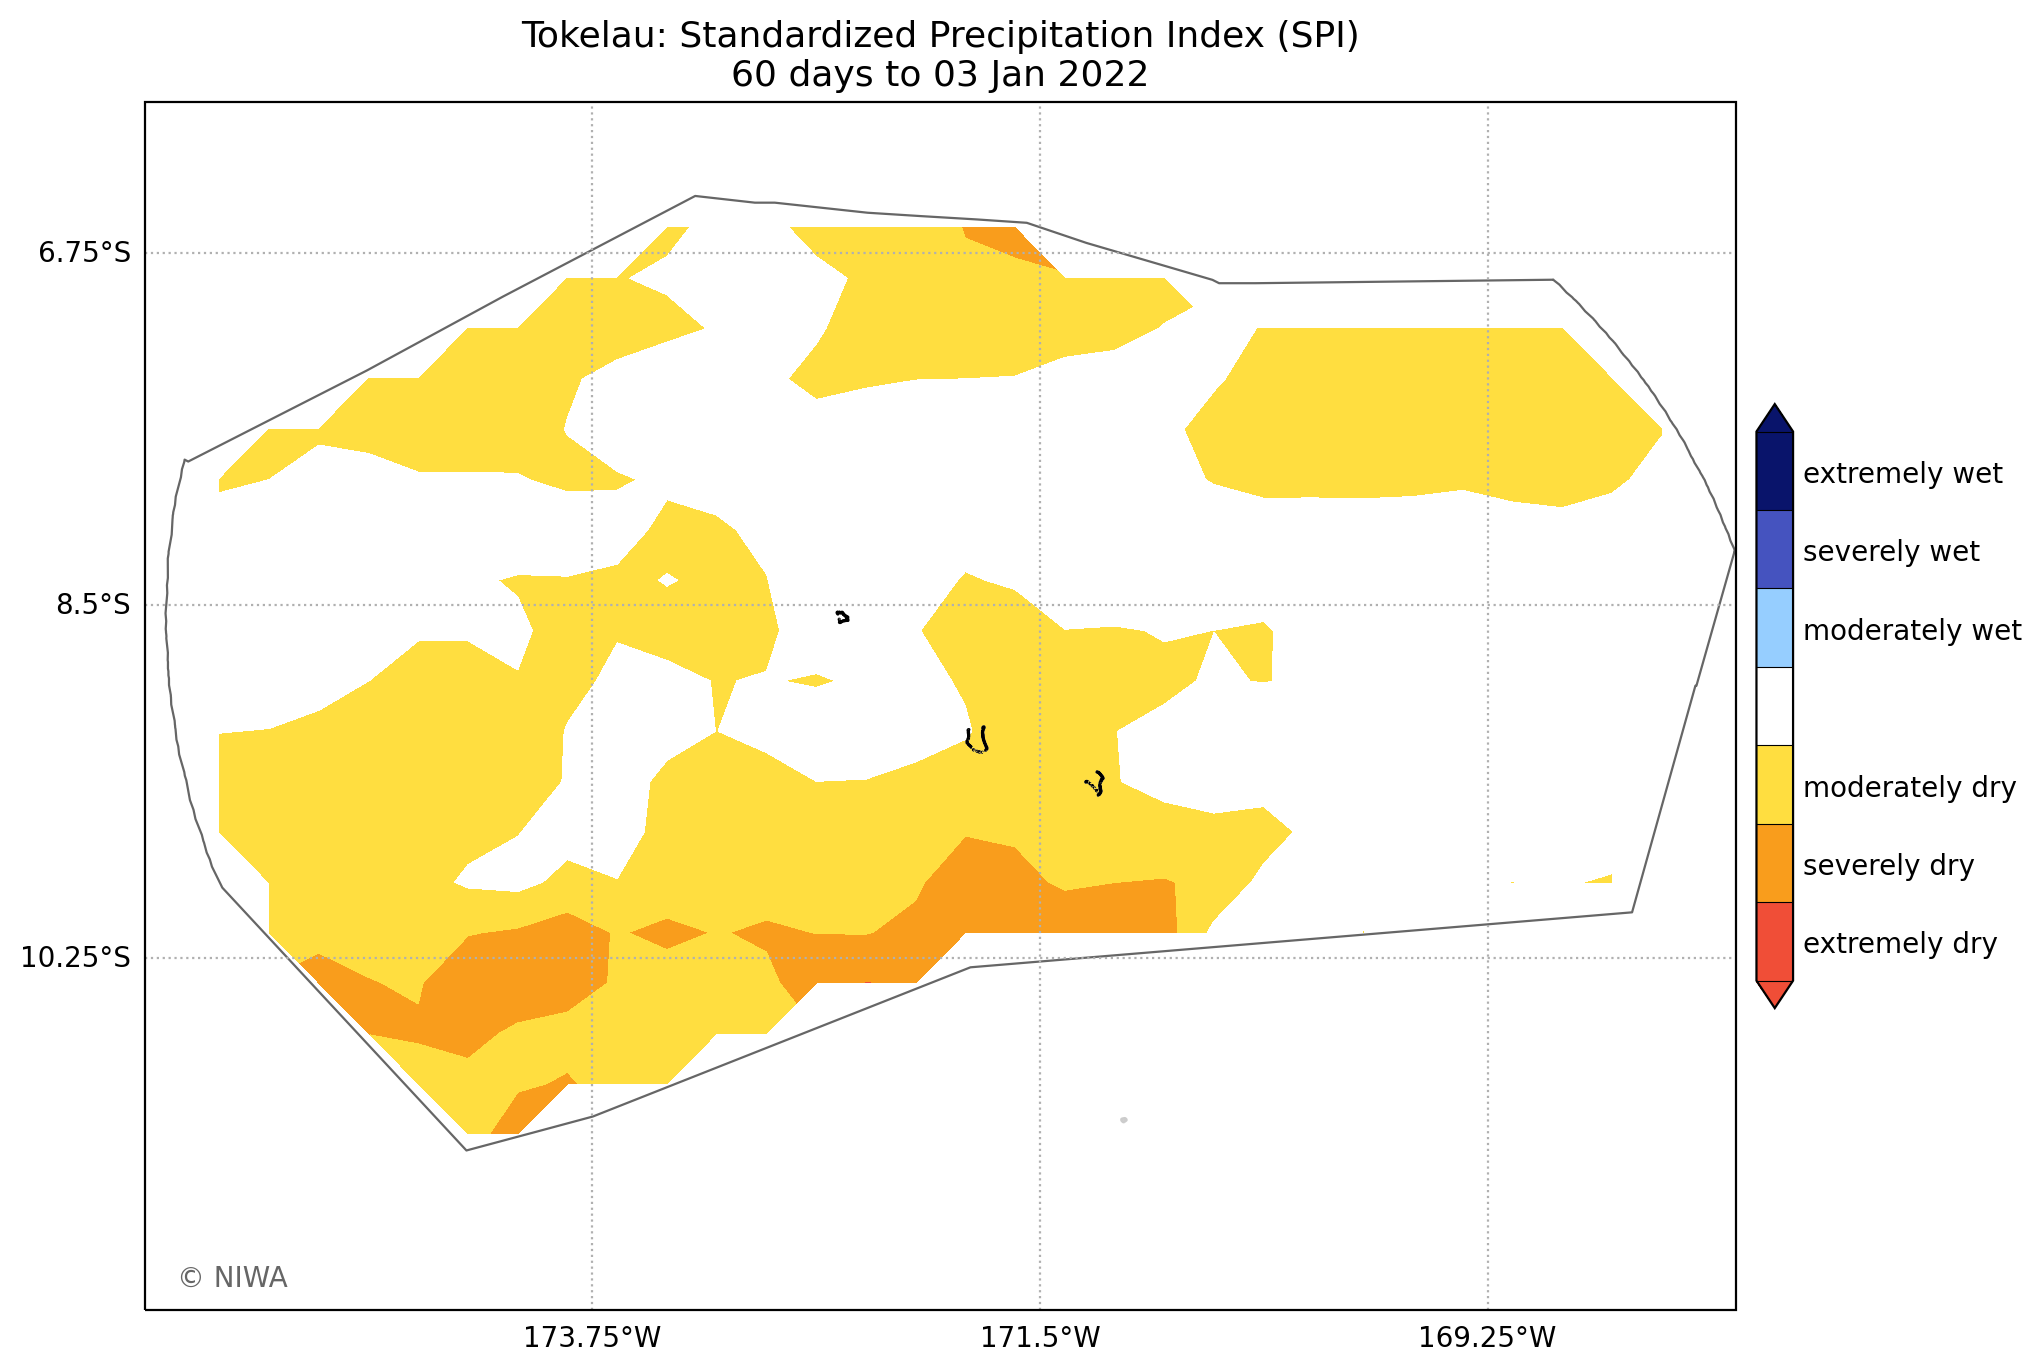 Tokelau: Standardized Precipitation Index (SPI)
60 days to 03 Jan 2022
6.75°S
8.5°S
10.25°S
173.75°W
171.5°W
169.25°W
extremely wet
severely wet
moderately wet
moderately dry
severely dry
extremely dry
© NIWA